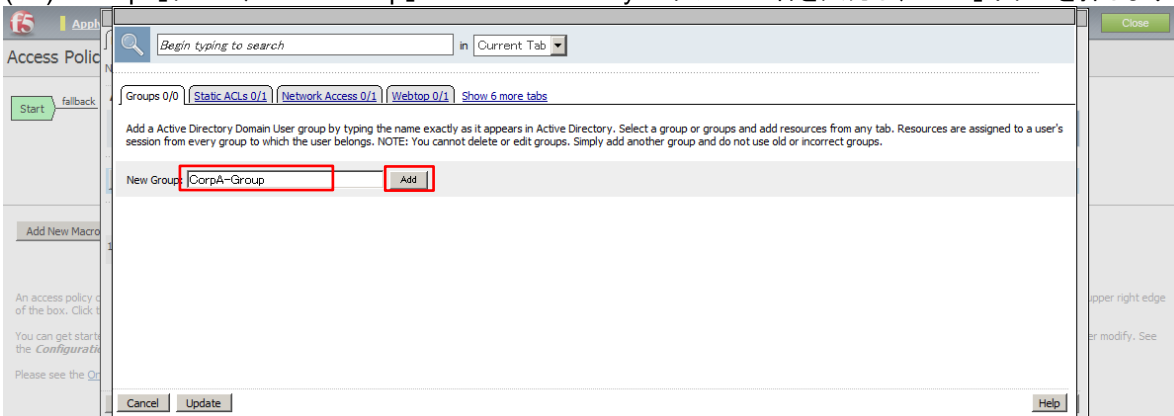 f5
Appl
Close
Access Polic
Begin typing to search in Current Tab
Start fallback
Groups 0/0 Static ACLs 0/1 Network Access 0/1 Webtop 0/1 Show 6 more tabs
Add a Active Directory Domain User group by typing the name exactly as it appears in Active Directory. Select a group or groups and add resources from any tab. Resources are assigned to a user's
session from every group to which the user belongs. NOTE: You cannot delete or edit groups. Simply add another group and do not use old or incorrect groups.
New Group: CorpA-Group Add
Add New Macro
An access policy c
upper right edge
of the box. Click t
You can get starte
er modify. See
the Configuratio
Please see the On
Cancel Update Help